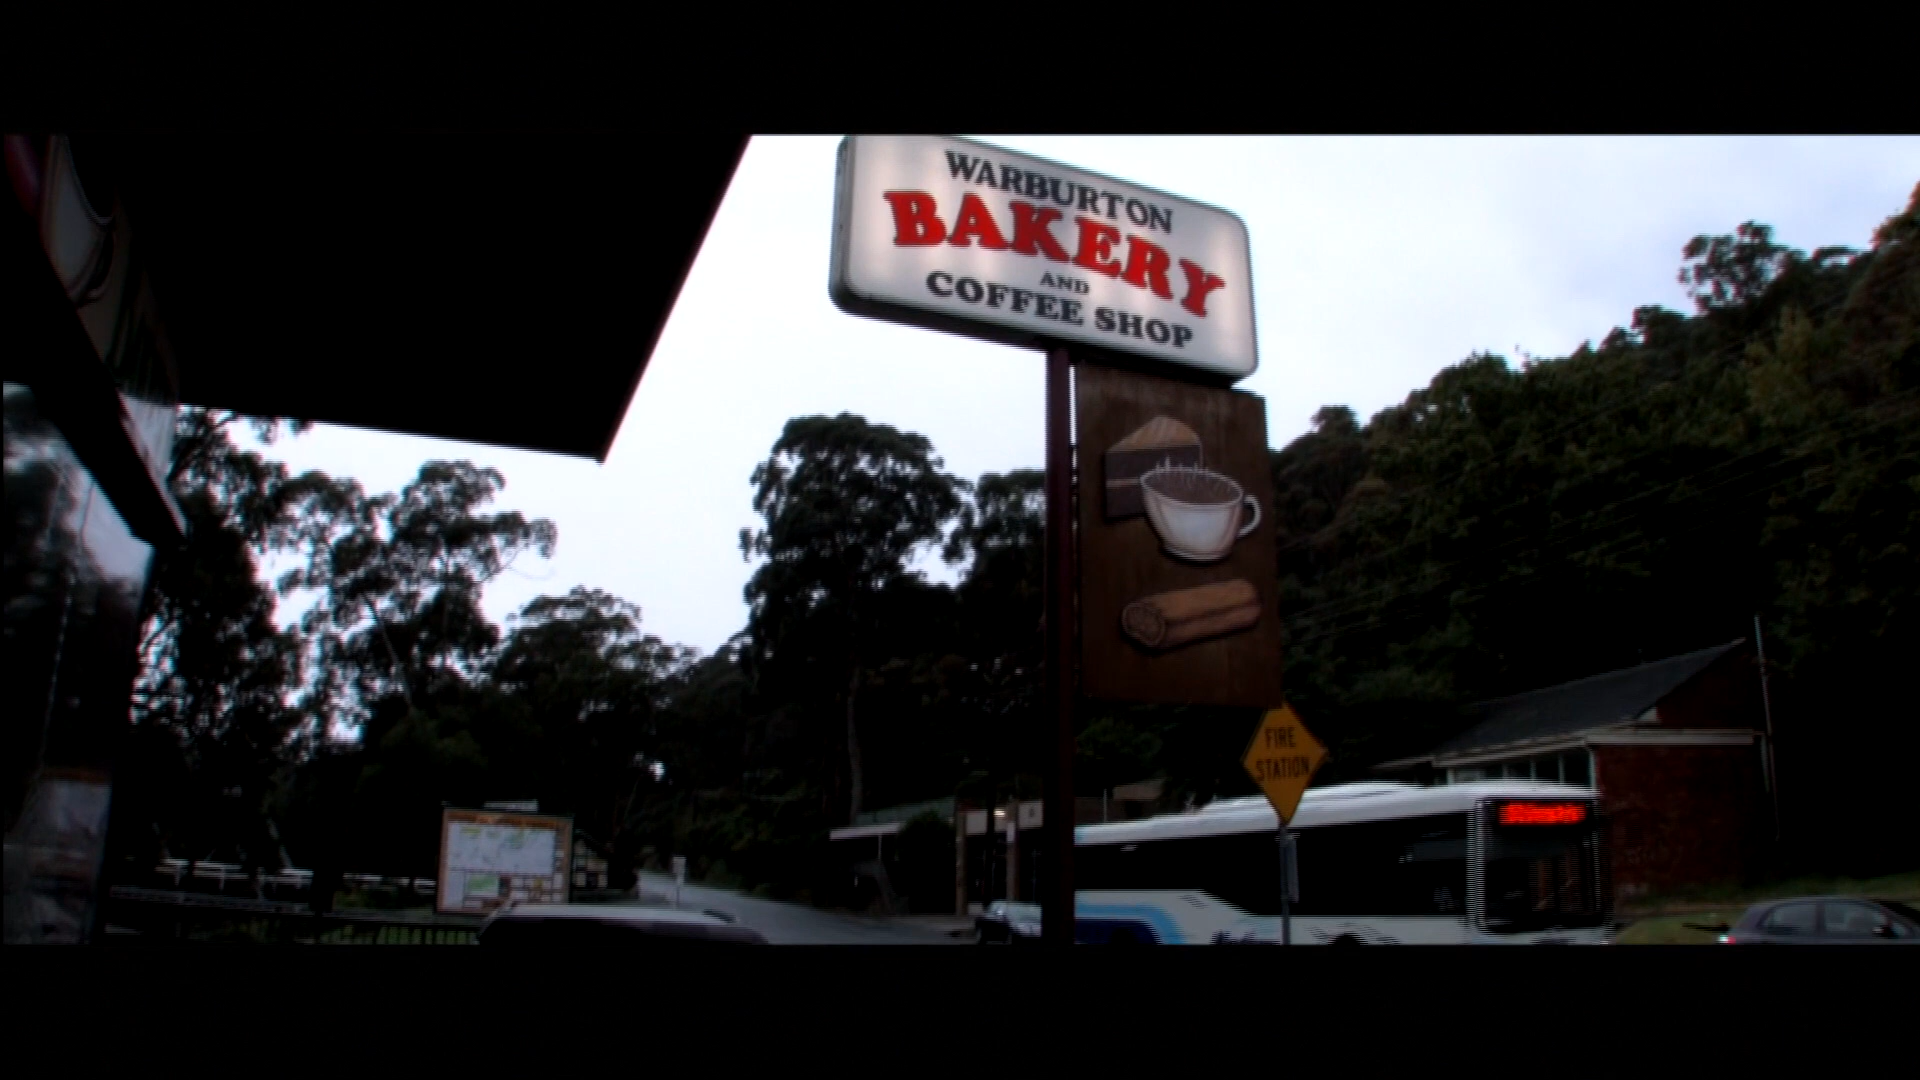 WARBURTON
BAKERY
AND
COFFEE SHOP
FIRE
STATION